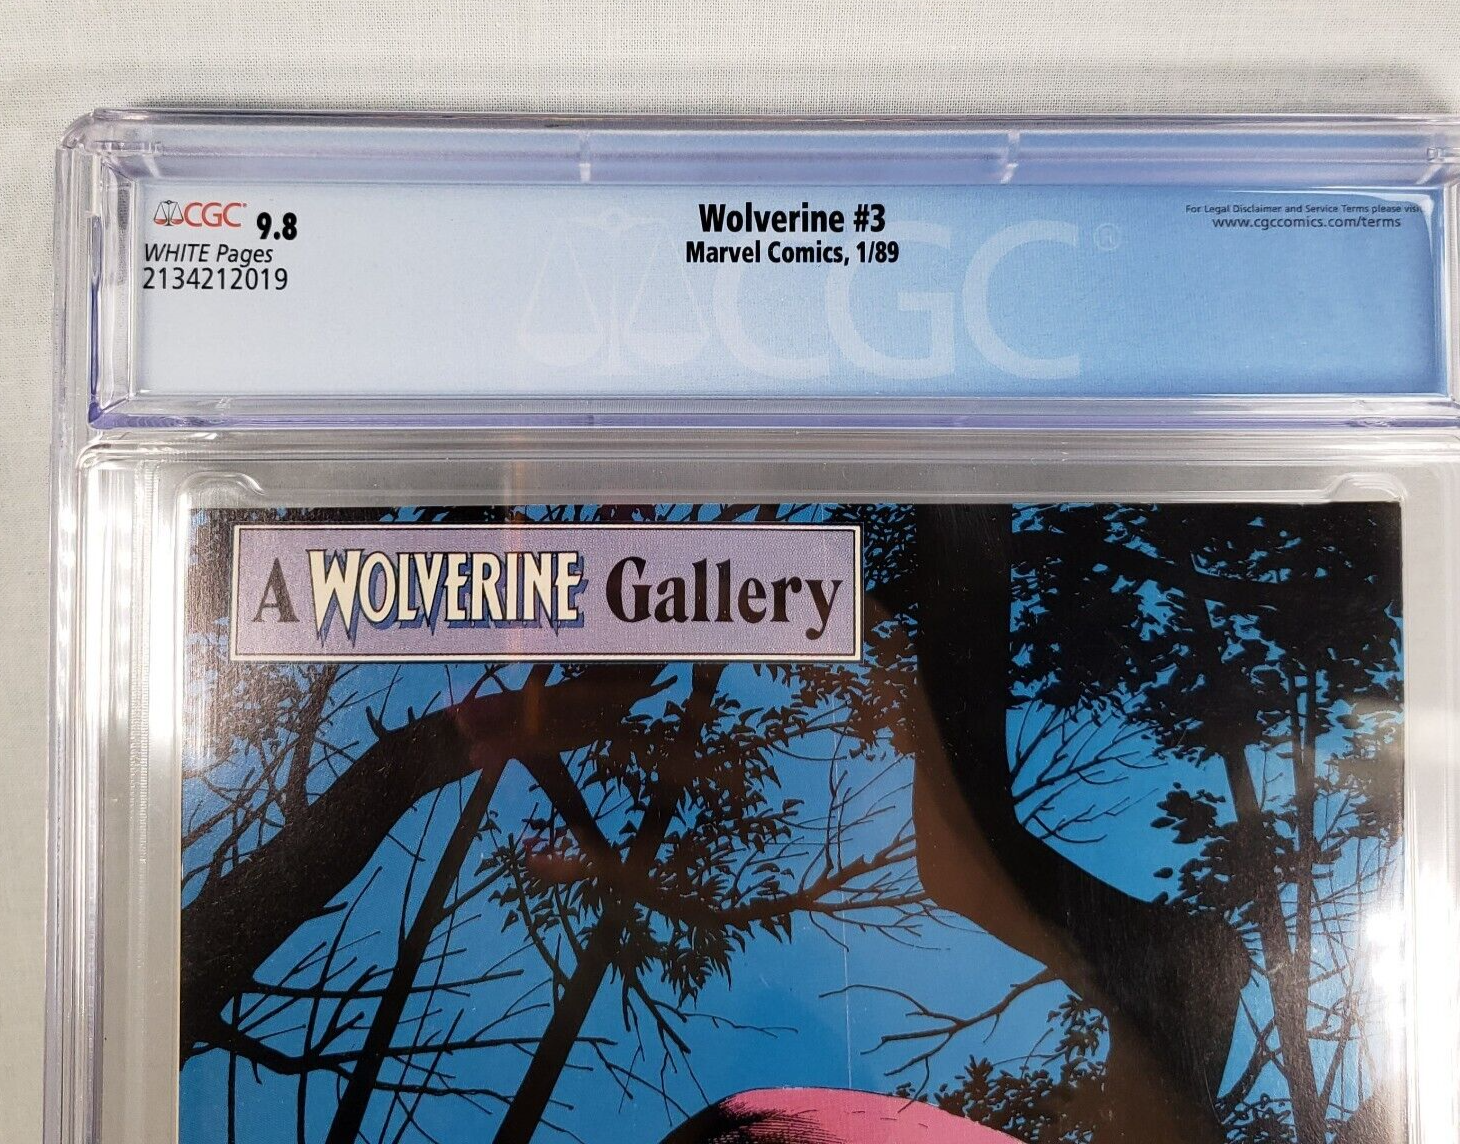 CGC 9.8
WHITE Pages
2134212019
Wolverine #3
Marvel Comics, 1/89
For Legal Disclaimer and Service Terms please visit
www.cgccomics.com/terms
CGC®
A WOLVERINE Gallery